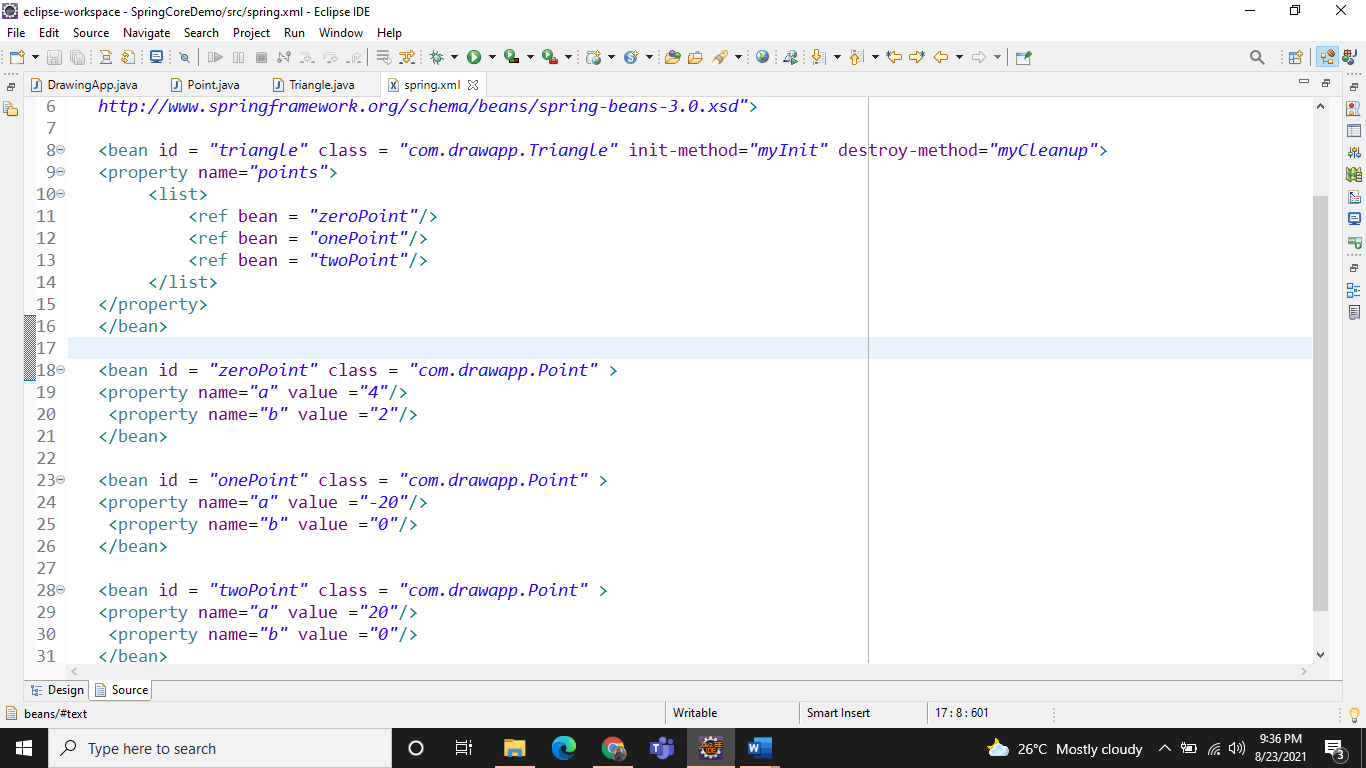 eclipse-workspace - SpringCoreDemo/src/spring.xml - Eclipse IDE
File Edit Source Navigate Search Project Run Window Help
DrawingApp.java Point.java Triangle.java spring.xml
6 http://www.springframework.org/schema/beans/spring-beans-3.0.xsd">
7
8 <bean id = "triangle" class = "com.drawapp.Triangle" init-method="myInit" destroy-method="myCleanup">
9 <property name="points">
10 <list>
11 <ref bean = "zeroPoint"/>
12 <ref bean = "onePoint"/>
13 <ref bean = "twoPoint"/>
14 </list>
15 </property>
16 </bean>
17
18 <bean id = "zeroPoint" class = "com.drawapp.Point" >
19 <property name="a" value ="4"/>
20 <property name="b" value ="2"/>
21 </bean>
22
23 <bean id = "onePoint" class = "com.drawapp.Point" >
24 <property name="a" value ="-20"/>
25 <property name="b" value ="0"/>
26 </bean>
27
28 <bean id = "twoPoint" class = "com.drawapp.Point" >
29 <property name="a" value ="20"/>
30 <property name="b" value ="0"/>
31 </bean>
Design Source
beans/#text Writable Smart Insert 17 : 8 : 601
Type here to search 26°C Mostly cloudy 9:36 PM
8/23/2021 3